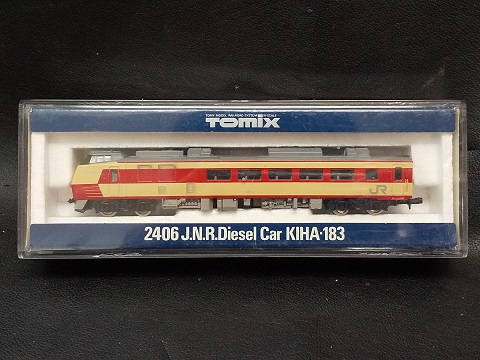 TOMY MODEL RAILROAD SYSTEM N SCALE
TOMIX
JR
2406 J.N.R.Diesel Car KIHA·183